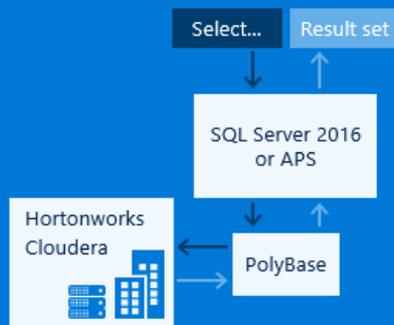 Select...
Result set
SQL Server 2016
or APS
Hortonworks
Cloudera
PolyBase